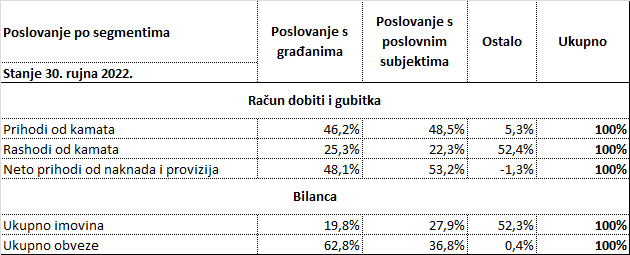 Poslovanje po segmentima
Poslovanje s građanima
Poslovanje s poslovnim subjektima
Ostalo
Ukupno
Stanje 30. rujna 2022.
Račun dobiti i gubitka
Prihodi od kamata 46,2% 48,5% 5,3% 100%
Rashodi od kamata 25,3% 22,3% 52,4% 100%
Neto prihodi od naknada i provizija 48,1% 53,2% -1,3% 100%
Bilanca
Ukupno imovina 19,8% 27,9% 52,3% 100%
Ukupno obveze 62,8% 36,8% 0,4% 100%